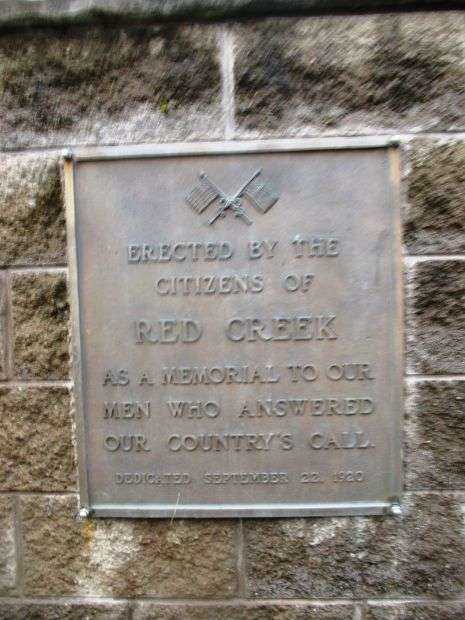 ERECTED BY THE
CITIZENS OF
RED CREEK
AS A MEMORIAL TO OUR
MEN WHO ANSWERED
OUR COUNTRY'S CALL.
DEDICATED SEPTEMBER 22. 1920